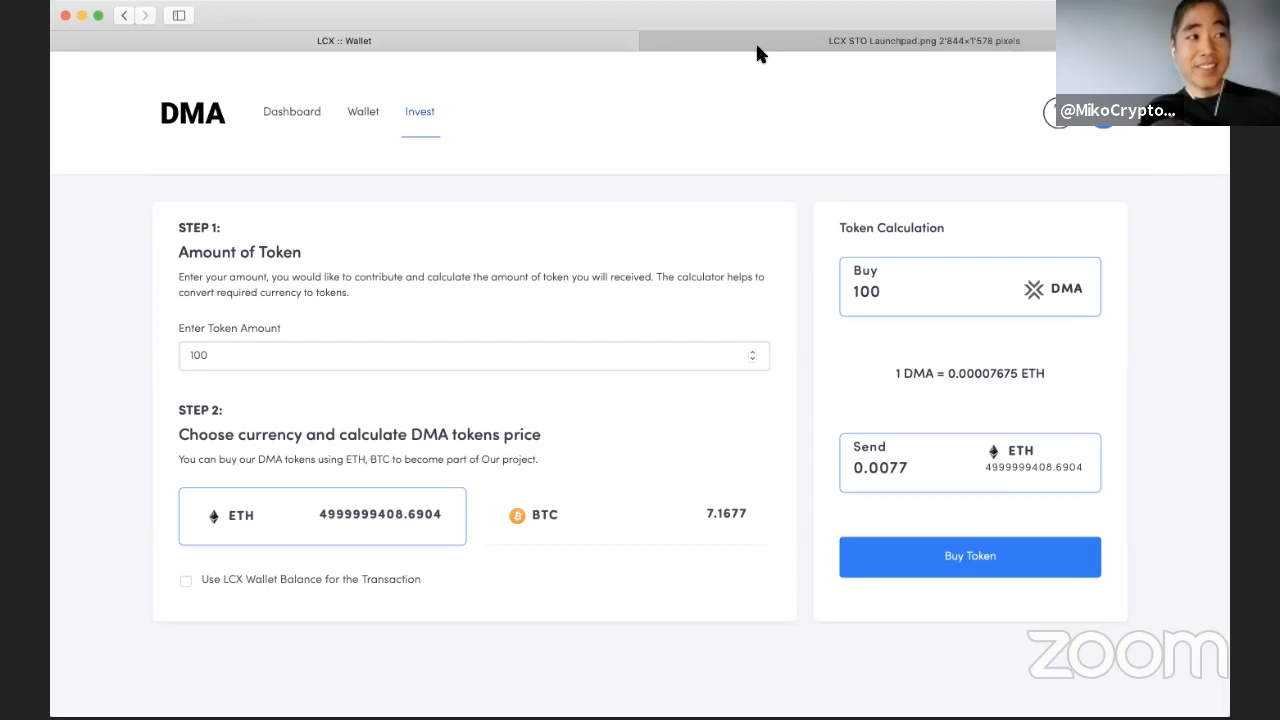 LCX :: Wallet
LCX STO Launchpad.png 2'844×1'578 pixels
@MikoCrypto...
DMA
Dashboard
Wallet
Invest
STEP 1:
Amount of Token
Enter your amount, you would like to contribute and calculate the amount of token you will received. The calculator helps to
convert required currency to tokens.
Enter Token Amount
100
STEP 2:
Choose currency and calculate DMA tokens price
You can buy our DMA tokens using ETH, BTC to become part of Our project.
ETH
4999999408.6904
BTC
7.1677
Use LCX Wallet Balance for the Transaction
Token Calculation
Buy
100
DMA
1 DMA = 0.00007675 ETH
Send
0.0077
ETH
4999999408.6904
Buy Token
zoom